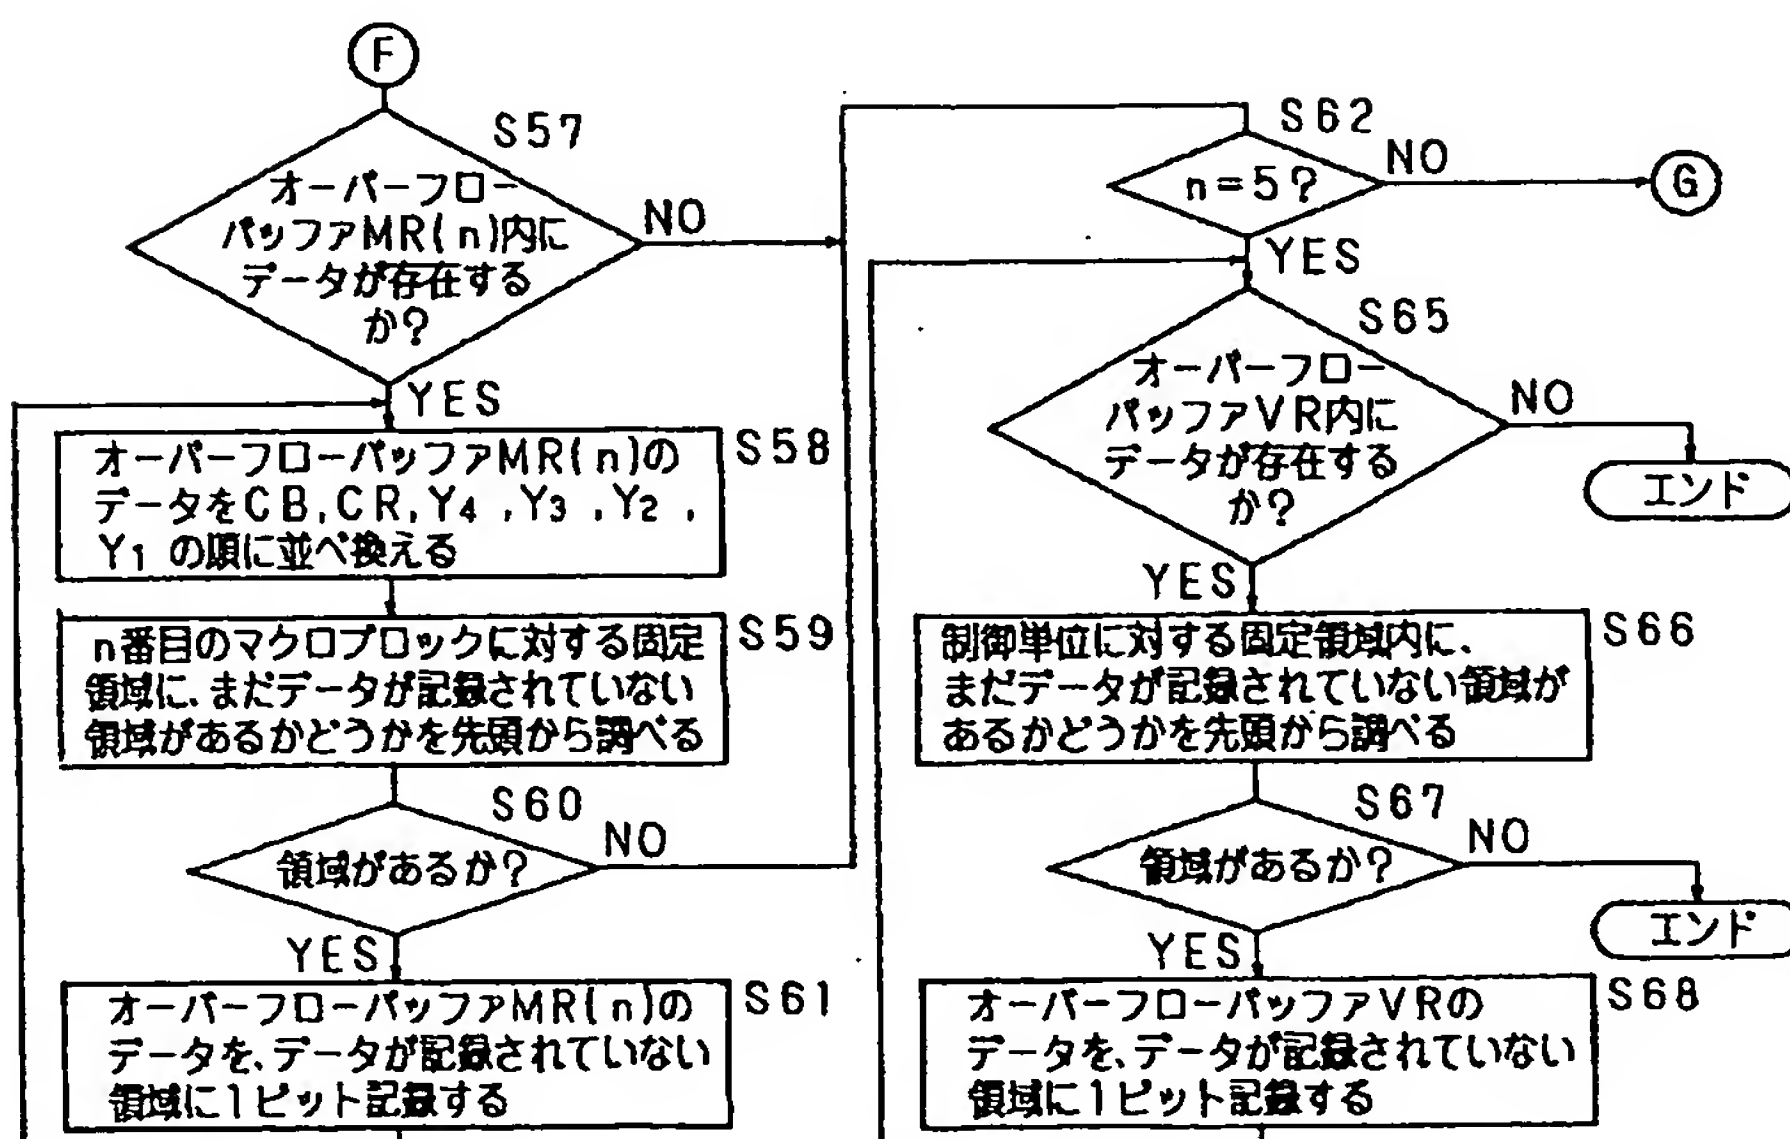 F
S57
オーバーフロー
バッファMR(n)内に
データが存在する
か?
NO
YES
オーバーフローバッファMR(n)の
データをCB,CR,Y4,Y3,Y2,
Y1の順に並べ換える
S58
n番目のマクロブロックに対する固定
領域に、まだデータが記録されていない
領域があるかどうかを先頭から調べる
S59
S60
領域があるか?
NO
YES
オーバーフローバッファMR(n)の
データを、データが記録されていない
領域に1ビット記録する
S61
S62
n=5?
NO
G
YES
S65
オーバーフロー
バッファVR内に
データが存在する
か?
NO
エンド
YES
制御単位に対する固定領域内に、
まだデータが記録されていない領域が
あるかどうかを先頭から調べる
S66
S67
領域があるか?
NO
エンド
YES
オーバーフローバッファVRの
データを、データが記録されていない
領域に1ビット記録する
S68